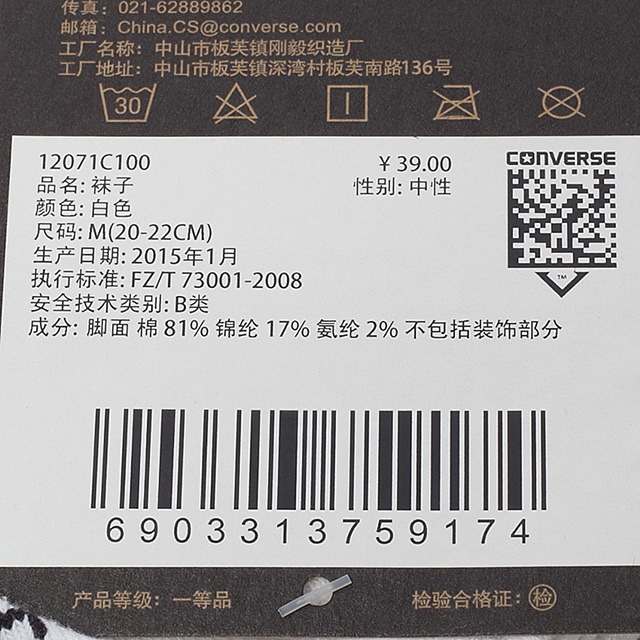 传真: 021-62889862
邮箱: China.CS@converse.com
工厂名称: 中山市板芙镇刚毅织造厂
工厂地址: 中山市板芙镇深湾村板芙南路136号
30
12071C100
¥ 39.00
CONVERSE
品名: 袜子
性别: 中性
颜色: 白色
尺码: M(20-22CM)
生产日期: 2015年1月
TM
执行标准: FZ/T 73001-2008
安全技术类别: B类
成分: 脚面 棉 81% 锦纶 17% 氨纶 2% 不包括装饰部分
6903313759174
产品等级: 一等品
检验合格证: 检